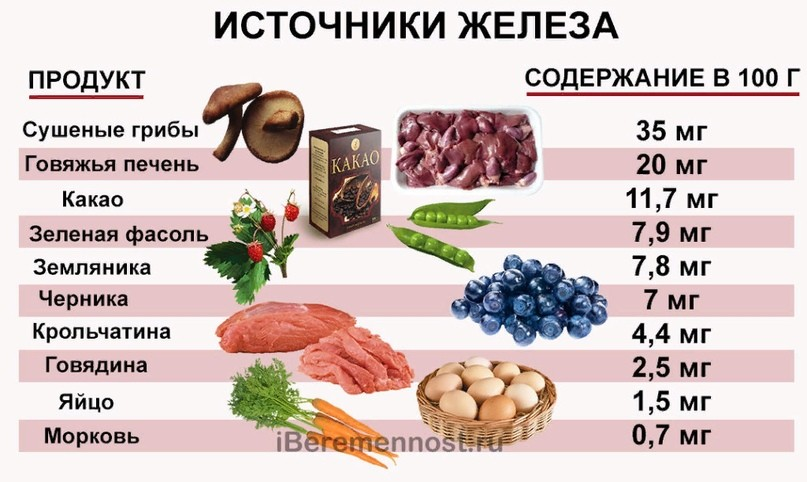 ИСТОЧНИКИ ЖЕЛЕЗА
ПРОДУКТ СОДЕРЖАНИЕ В 100 Г
Сушеные грибы 35 мг
Говяжья печень 20 мг
Какао 11,7 мг
Зеленая фасоль 7,9 мг
Земляника 7,8 мг
Черника 7 мг
Крольчатина 4,4 мг
Говядина 2,5 мг
Яйцо 1,5 мг
Морковь 0,7 мг
КАКАО
iBeremennost.ru